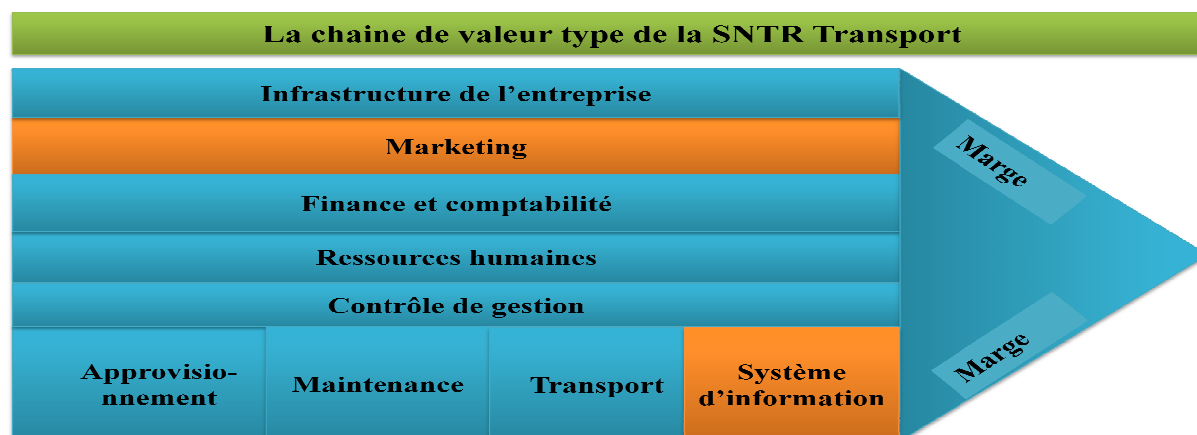 La chaine de valeur type de la SNTR Transport
Infrastructure de l'entreprise
Marketing
Finance et comptabilité
Ressources humaines
Contrôle de gestion
Approvisio-
nnement
Maintenance
Transport
Système
d'information
Marge
Marge